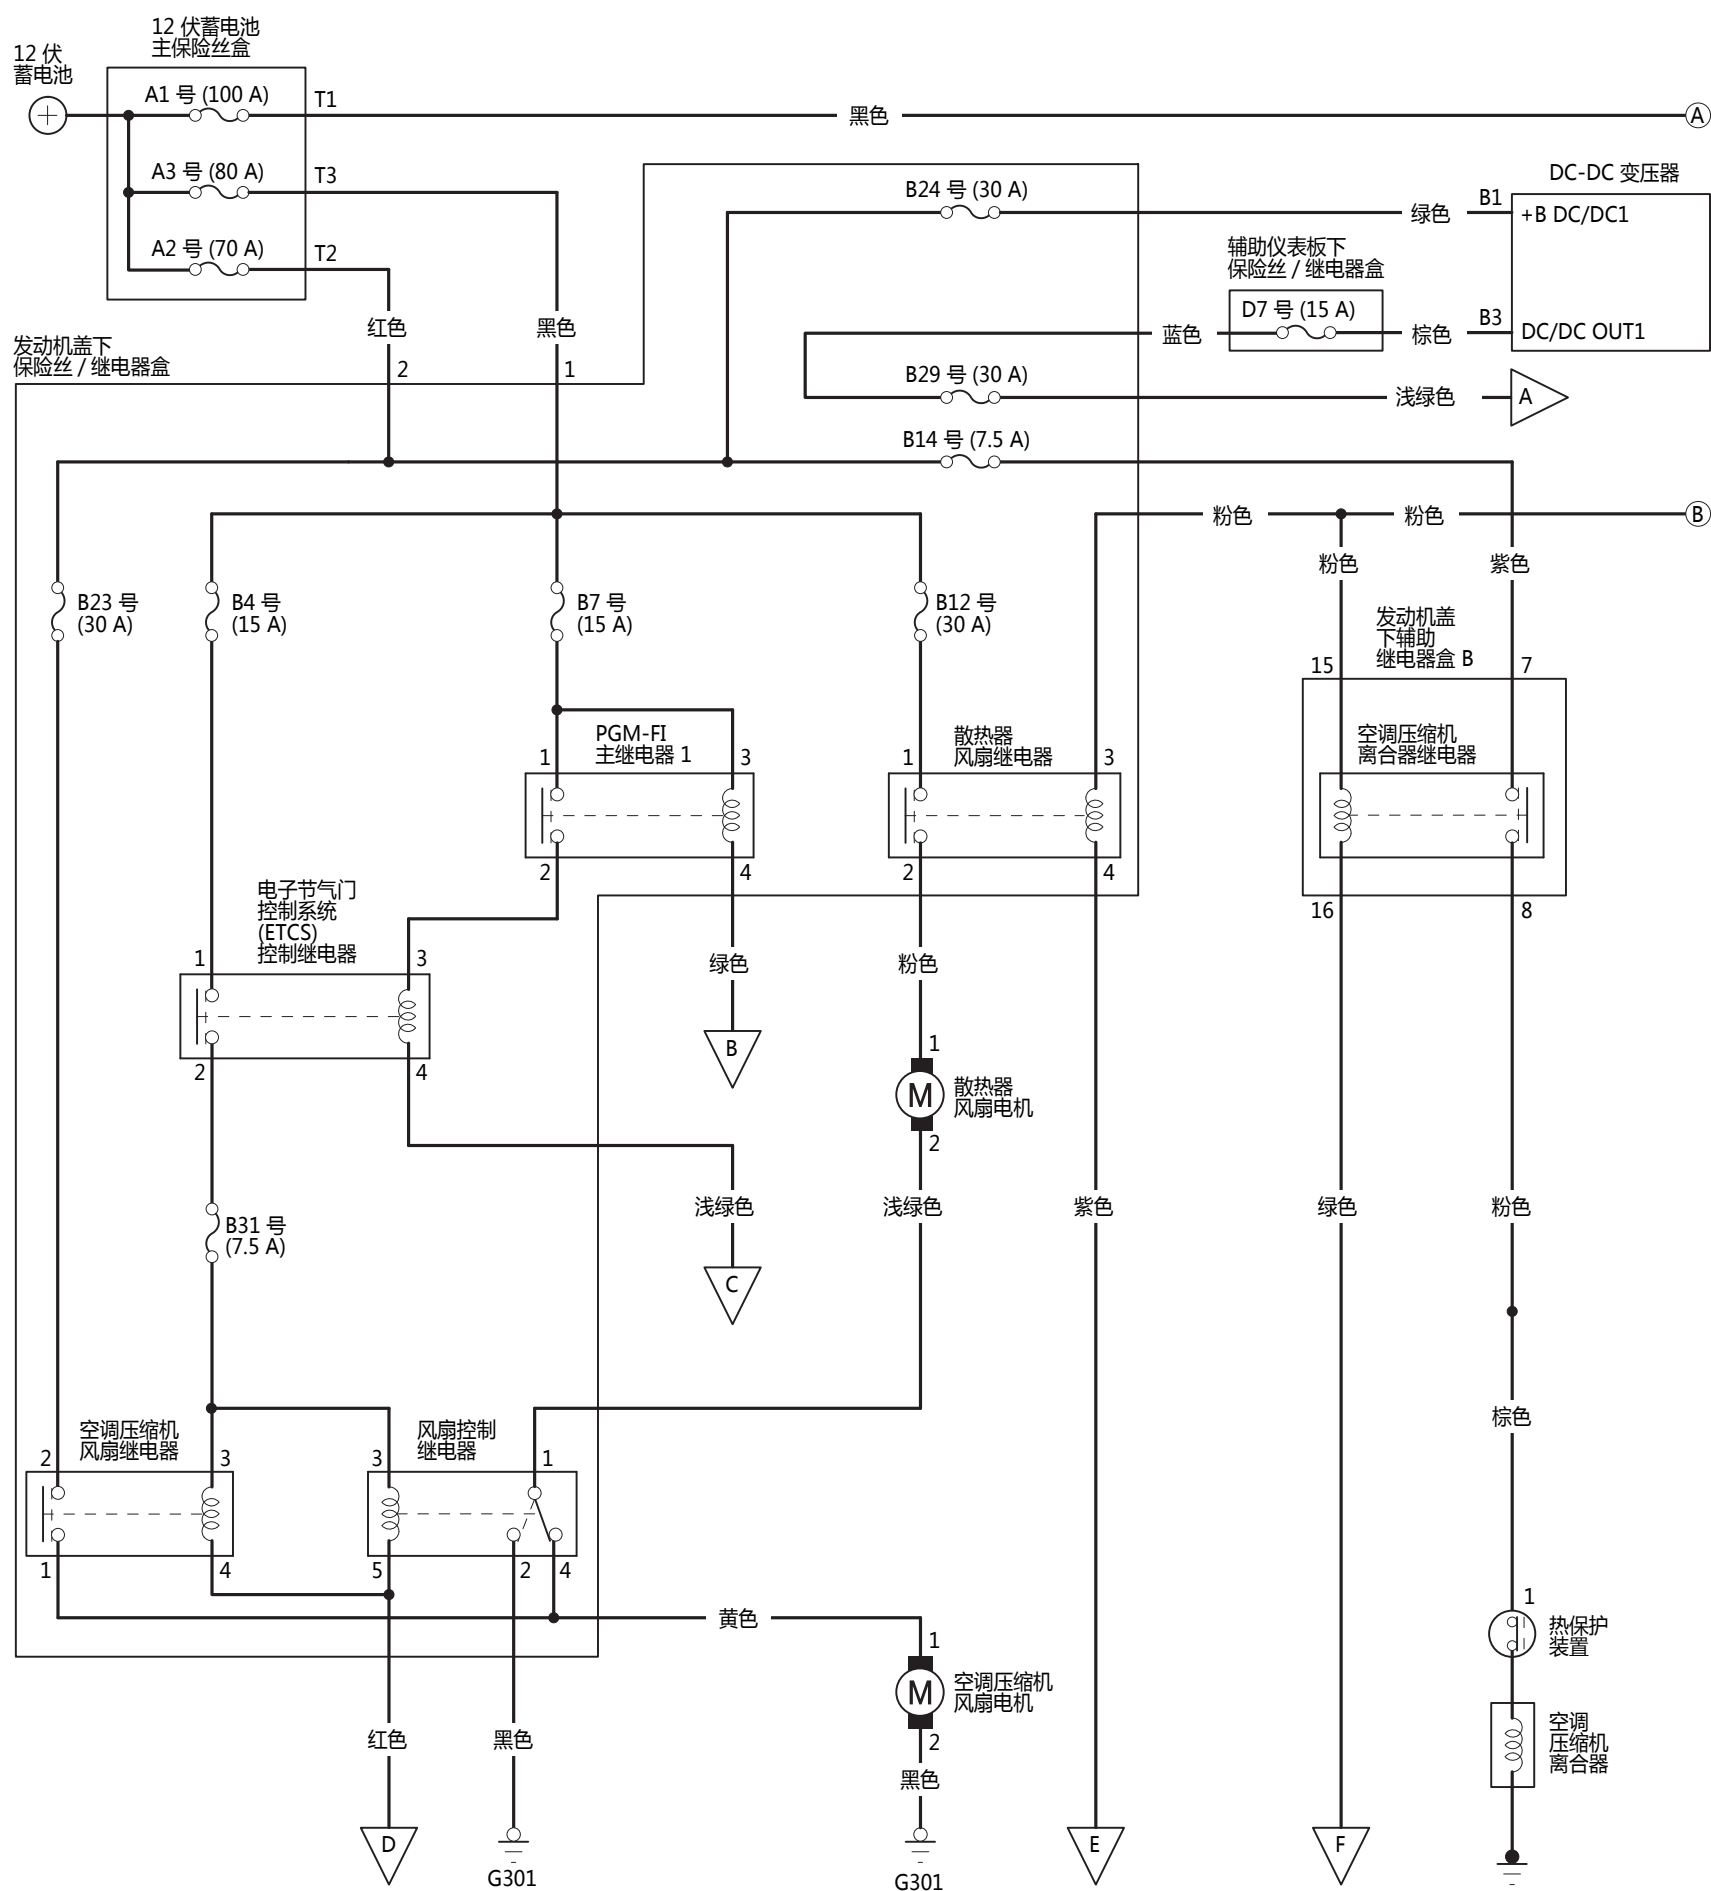 12 伏
蓄电池
12 伏蓄电池
主保险丝盒
A1 号 (100 A)
T1
黑色
A
A3 号 (80 A)
T3
A2 号 (70 A)
T2
B24 号 (30 A)
绿色
B1
DC-DC 变压器
+B DC/DC1
辅助仪表板下
保险丝 / 继电器盒
D7 号 (15 A)
蓝色
棕色
B3
DC/DC OUT1
红色
黑色
发动机盖下
保险丝 / 继电器盒
2
1
B29 号 (30 A)
浅绿色
A
B14 号 (7.5 A)
粉色
粉色
B
粉色
紫色
B23 号
(30 A)
B4 号
(15 A)
B7 号
(15 A)
B12 号
(30 A)
发动机盖
下辅助
继电器盒 B
15
7
PGM-FI
主继电器 1
1
3
2
4
散热器
风扇继电器
1
3
2
4
空调压缩机
离合器继电器
16
8
电子节气门
控制系统
(ETCS)
控制继电器
1
3
2
4
绿色
B
粉色
1
M
散热器
风扇电机
2
浅绿色
C
浅绿色
紫色
绿色
粉色
B31 号
(7.5 A)
棕色
空调压缩机
风扇继电器
2
3
1
4
风扇控制
继电器
3
1
5
2
4
黄色
1
M
空调压缩机
风扇电机
2
黑色
G301
1
热保护
装置
空调
压缩机
离合器
红色
黑色
D
G301
E
F